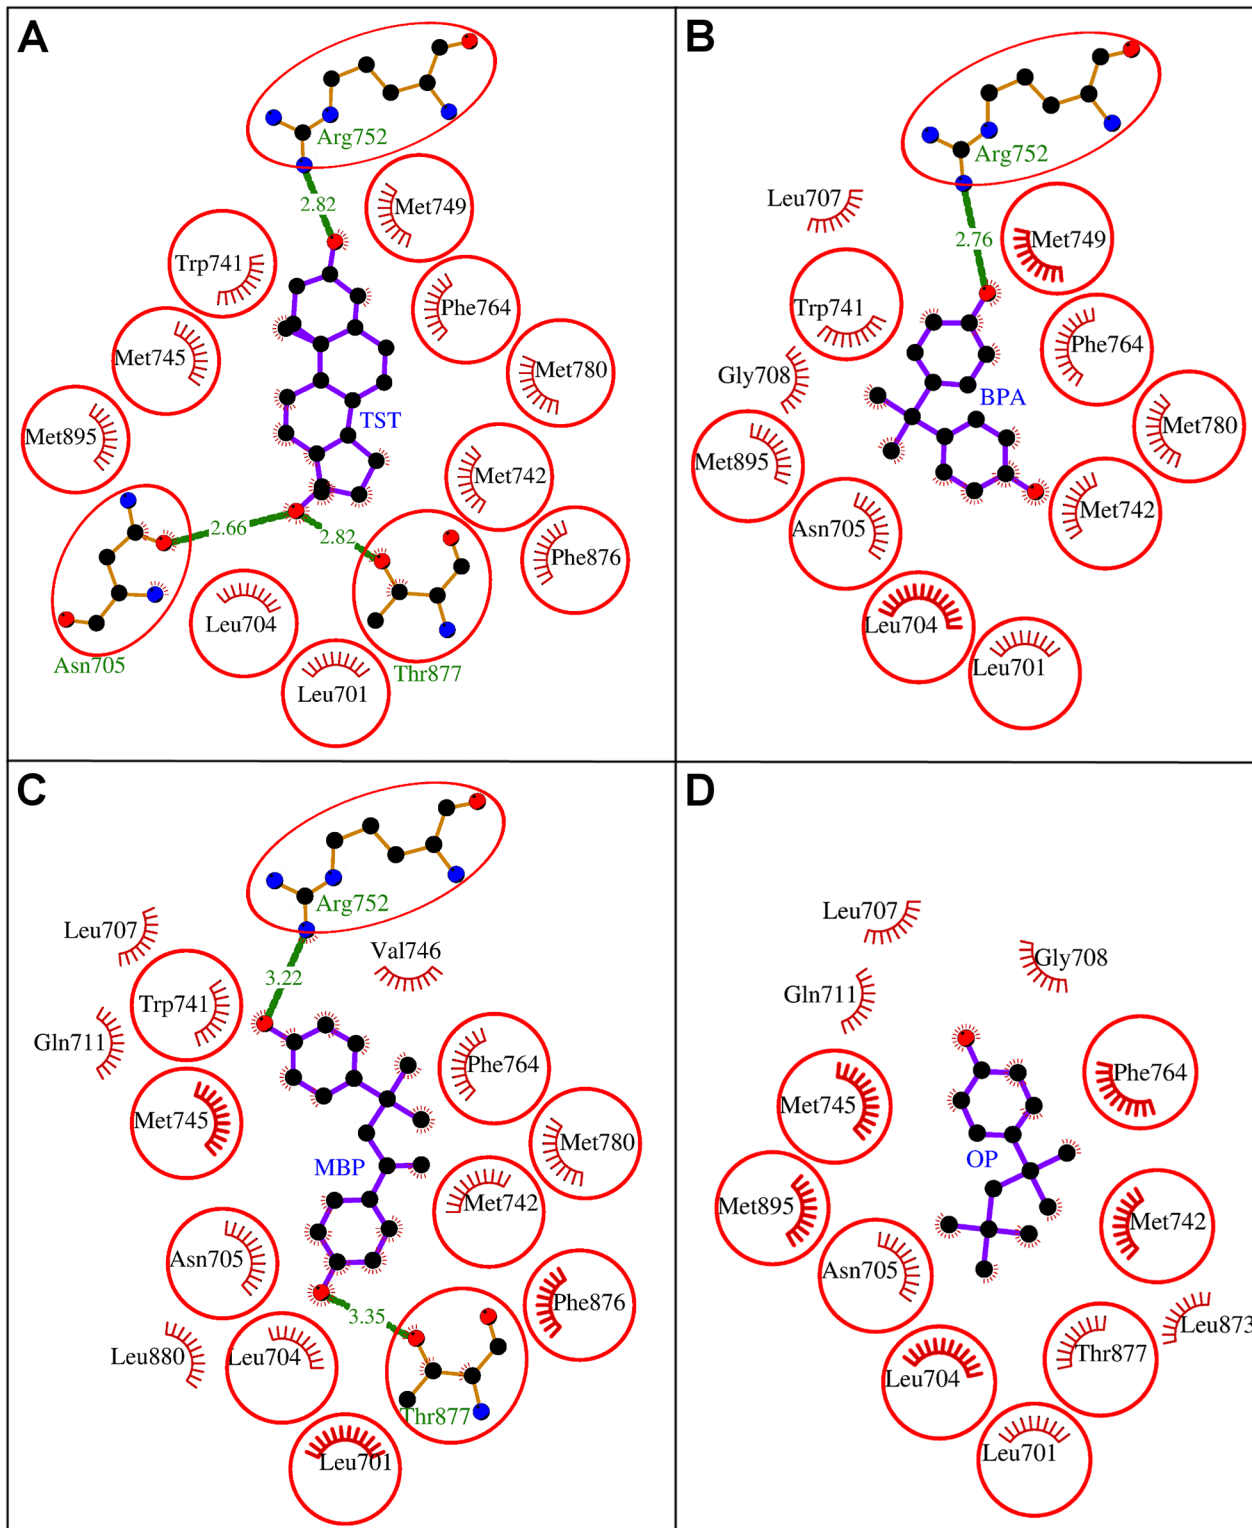 A
Arg752
2.82
Met749
Trp741
Phe764
Met745
Met780
TST
Met895
Met742
2.66
2.82
Phe876
Leu704
Asn705
Thr877
Leu701
B
Arg752
Leu707
2.76
Met749
Trp741
Phe764
Gly708
BPA
Met780
Met895
Met742
Asn705
Leu704
Leu701
C
Arg752
Leu707
Val746
3.22
Trp741
Gln711
Phe764
Met745
Met780
MBP
Met742
Asn705
Phe876
3.35
Leu880
Leu704
Thr877
Leu701
D
Leu707
Gly708
Gln711
Phe764
Met745
OP
Met895
Met742
Asn705
Leu873
Thr877
Leu704
Leu701